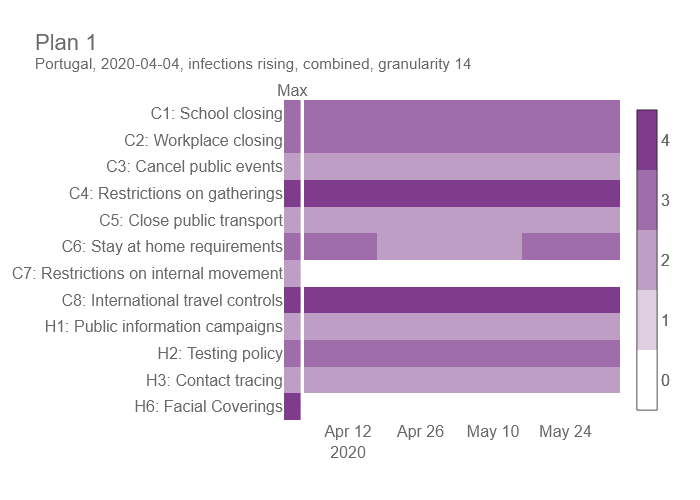 Plan 1
Portugal, 2020-04-04, infections rising, combined, granularity 14
Max
C1: School closing
C2: Workplace closing
C3: Cancel public events
C4: Restrictions on gatherings
C5: Close public transport
C6: Stay at home requirements
C7: Restrictions on internal movement
C8: International travel controls
H1: Public information campaigns
H2: Testing policy
H3: Contact tracing
H6: Facial Coverings
4
3
2
1
0
Apr 12 Apr 26 May 10 May 24
2020